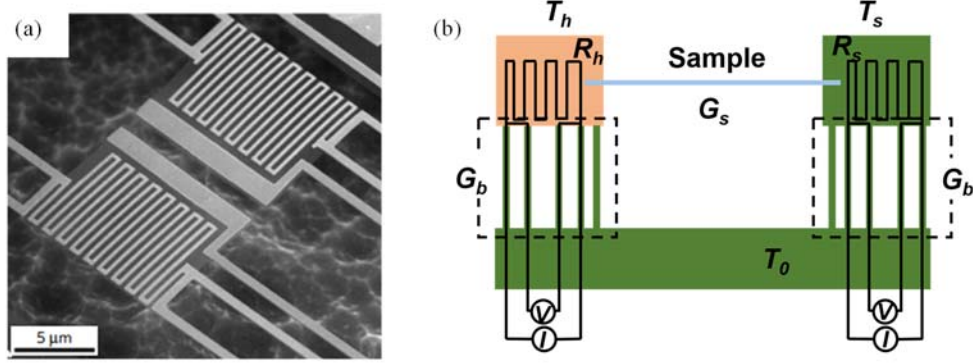 (a)
5 μm
(b)
T_h
T_s
R_h
Sample
R_s
G_s
G_b
G_b
T_0
V
V
I
I